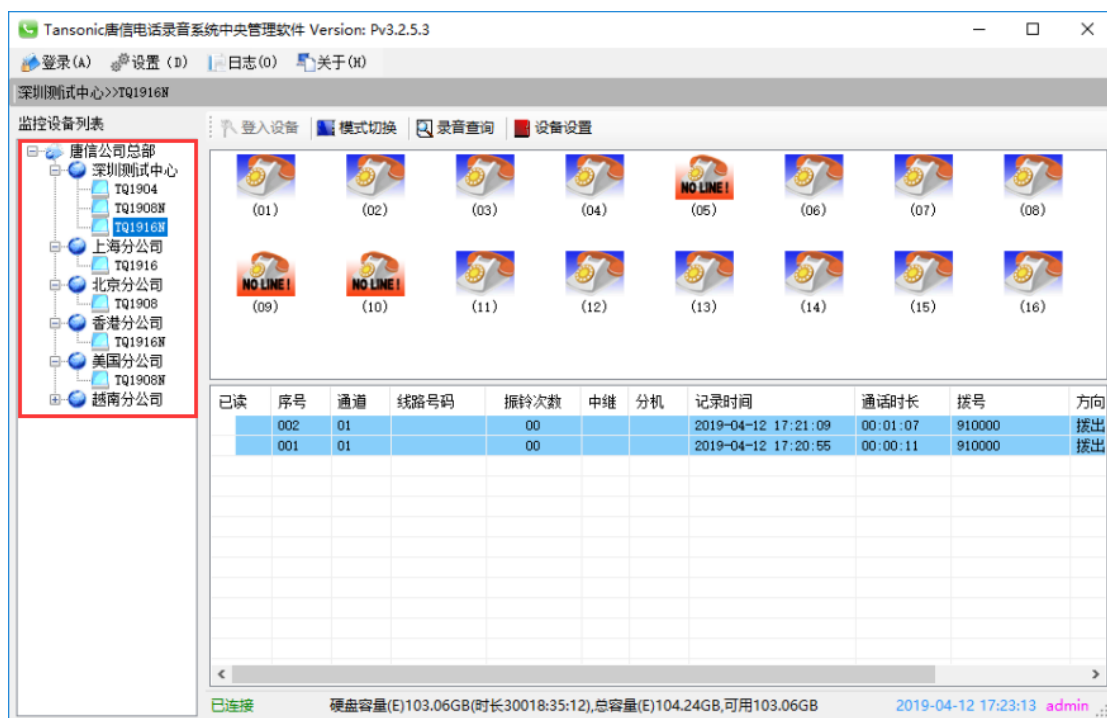 Tansonic唐信电话录音系统中央管理软件 Version: Pv3.2.5.3
登录(A) 设置 (D) 日志(O) 关于(H)
深圳测试中心>>TQ1916N
监控设备列表
登入设备 模式切换 录音查询 设备设置
唐信公司总部
深圳测试中心
TQ1904
TQ1908N
TQ1916N
上海分公司
TQ1916
北京分公司
TQ1908
香港分公司
TQ1916N
美国分公司
TQ1908N
越南分公司
NO LINE!
(01) (02) (03) (04) (05) (06) (07) (08)
NO LINE! NO LINE!
(09) (10) (11) (12) (13) (14) (15) (16)
已读 序号 通道 线路号码 振铃次数 中继 分机 记录时间 通话时长 拨号 方向
002 01 00 2019-04-12 17:21:09 00:01:07 910000 拨出
001 01 00 2019-04-12 17:20:55 00:00:11 910000 拨出
已连接 硬盘容量(E)103.06GB(时长30018:35:12),总容量(E)104.24GB,可用103.06GB 2019-04-12 17:23:13 admin